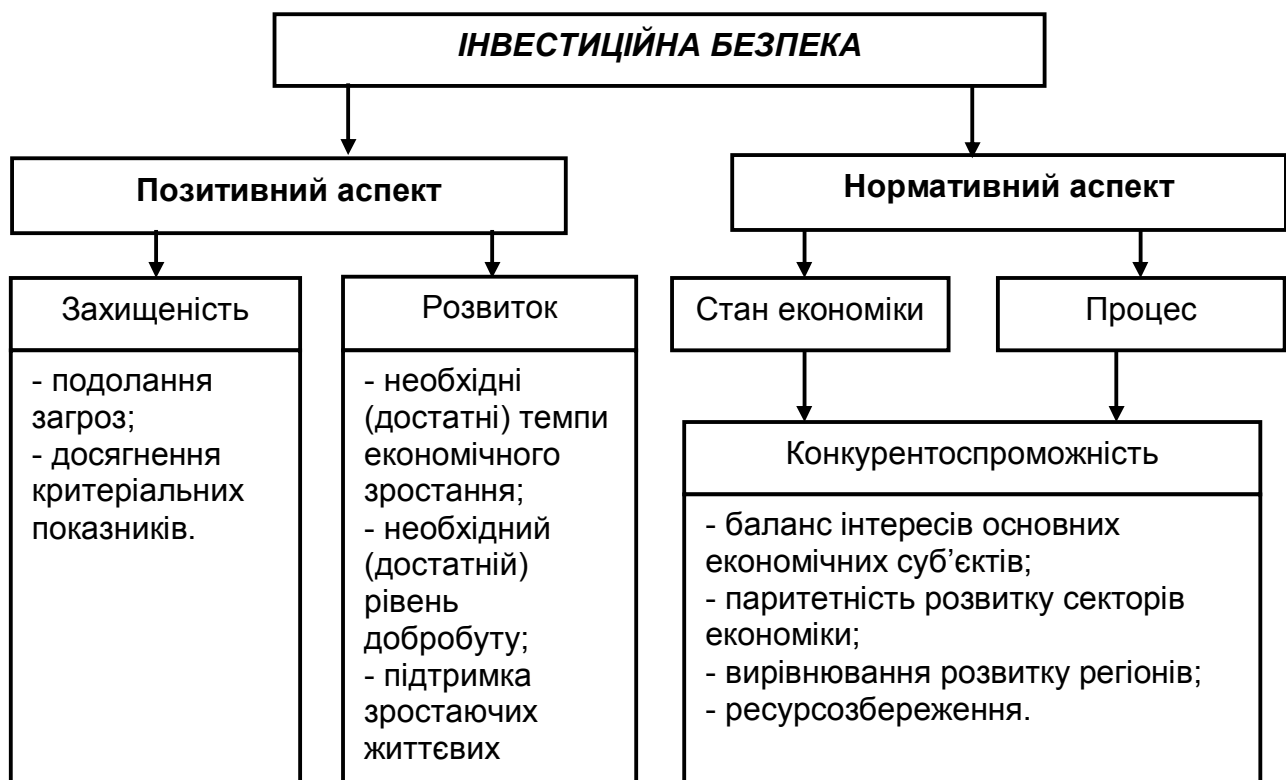 ІНВЕСТИЦІЙНА БЕЗПЕКА
Позитивний аспект
Нормативний аспект
Захищеність
Розвиток
Стан економіки
Процес
- подолання
загроз;
- досягнення
критеріальних
показників.
- необхідні
(достатні) темпи
економічного
зростання;
- необхідний
(достатній)
рівень
добробуту;
- підтримка
зростаючих
життєвих
Конкурентоспроможність
- баланс інтересів основних
економічних суб’єктів;
- паритетність розвитку секторів
економіки;
- вирівнювання розвитку регіонів;
- ресурсозбереження.